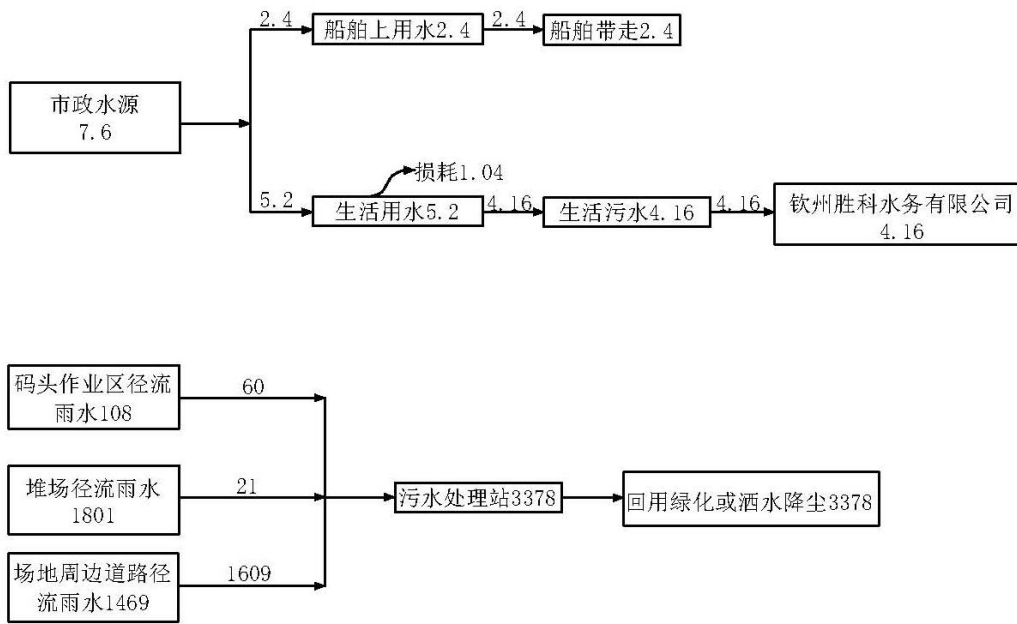 2.4
船舶上用水2.4
2.4
船舶带走2.4
市政水源
7.6
损耗1.04
5.2
生活用水5.2
4.16
生活污水4.16
4.16
钦州胜科水务有限公司
4.16
码头作业区径流
雨水108
60
堆场径流雨水
1801
21
污水处理站3378
回用绿化或洒水降尘3378
场地周边道路径
流雨水1469
1609